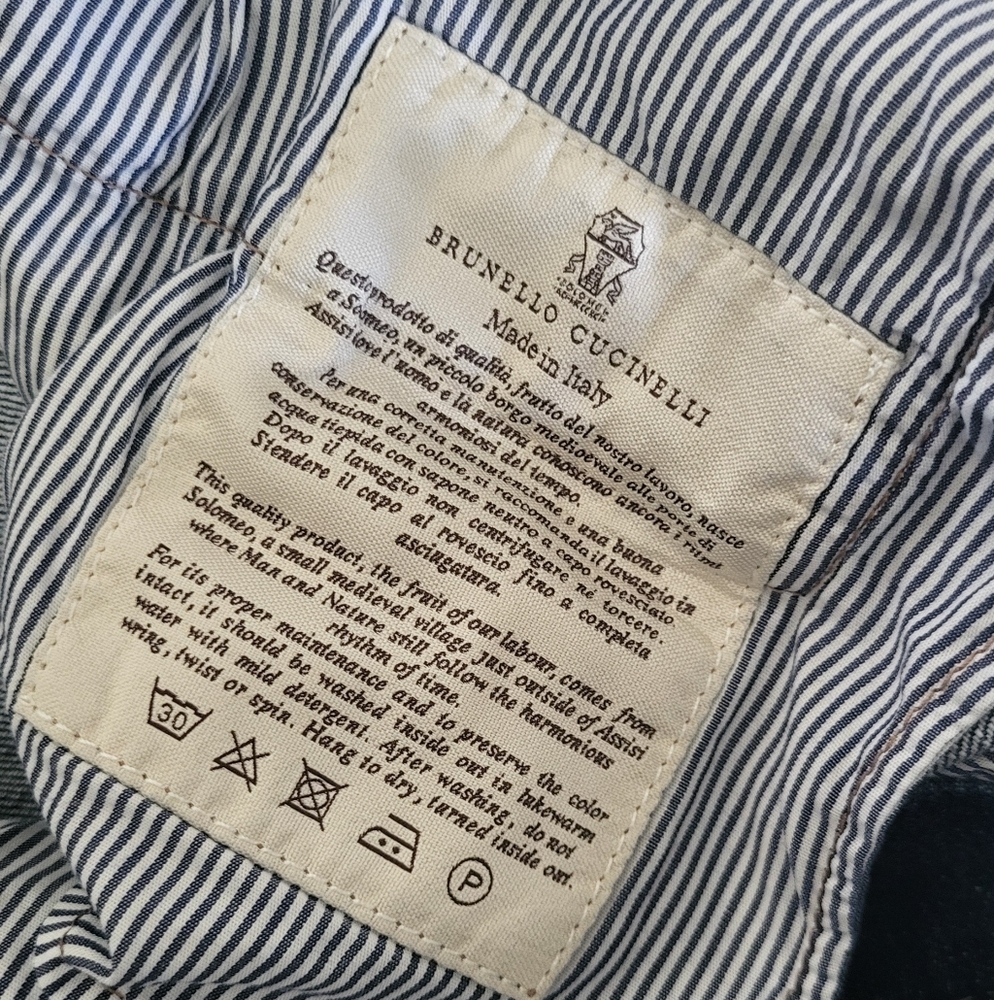 SOLOMEO
BRUNELLO CUCINELLI
Made in Italy
Questo prodotto di qualità, frutto del nostro lavoro, nasce
a Solomeo, un piccolo borgo medioevale alle porte di
Assisi ove l'uomo e la natura conoscono ancora i ritmi
armoniosi del tempo.
Per una corretta manutenzione e una buona
conservazione del colore, si raccomanda il lavaggio in
acqua tiepida con sapone neutro a capo rovesciato
Dopo il lavaggio non centrifugare ne torcere.
Stendere il capo al rovescio fino a completa
asciugatura.
This quality product, the fruit of our labour, comes from
Solomeo, a small medieval village just outside of Assisi
where Man and Nature still follow the harmonious
rhythm of time.
For its proper maintenance and to preserve the color
intact, it should be washed inside out in lukewarm
water with mild detergent. After washing, do not
wring, twist or spin. Hang to dry, turned inside out.
30
P